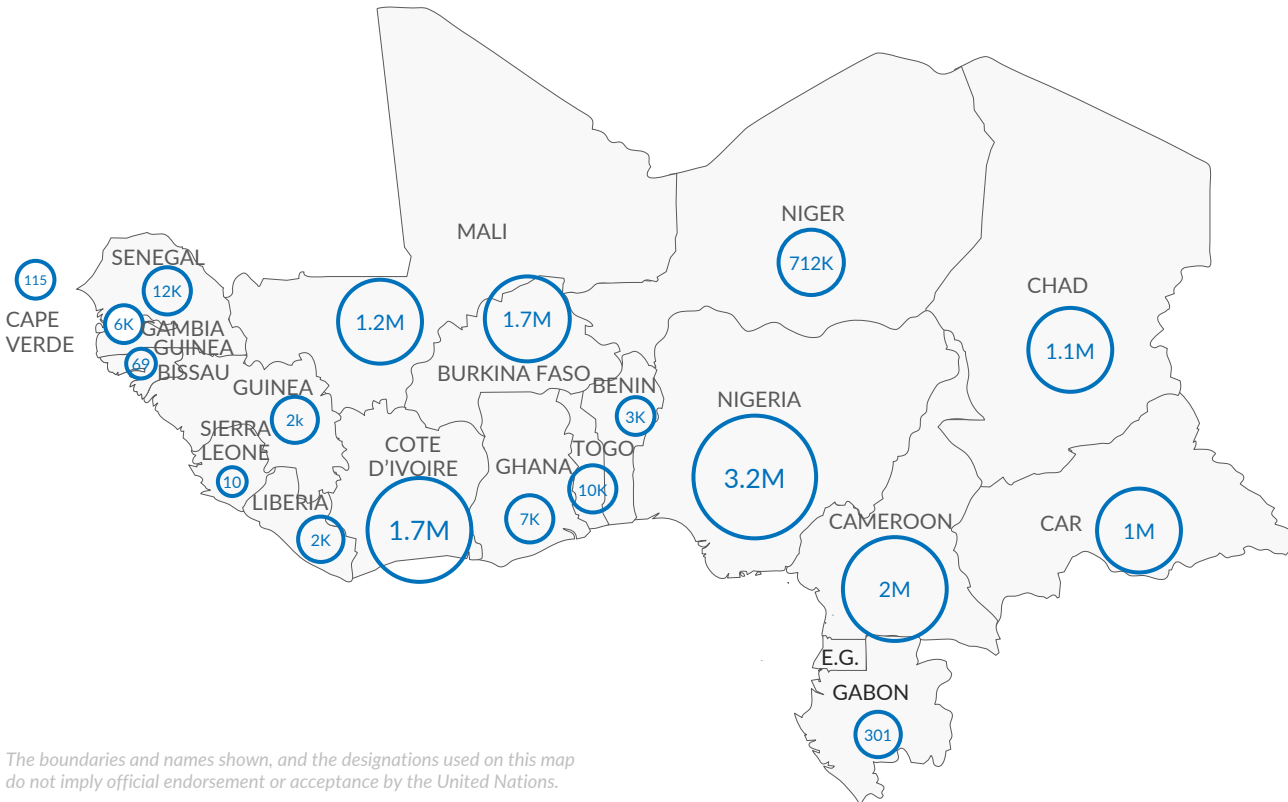 NIGER
712K
MALI
SENEGAL
12K
115
CAPE
VERDE
6K
GAMBIA
GUINEA
BISSAU
69
1.2M
1.7M
BURKINA FASO
CHAD
1.1M
BENIN
3K
GUINEA
2k
NIGERIA
3.2M
SIERRA
LEONE
10
COTE
D'IVOIRE
1.7M
GHANA
7K
TOGO
10K
LIBERIA
2K
CAMEROON
2M
CAR
1M
E.G.
GABON
301
The boundaries and names shown, and the designations used on this map
do not imply official endorsement or acceptance by the United Nations.